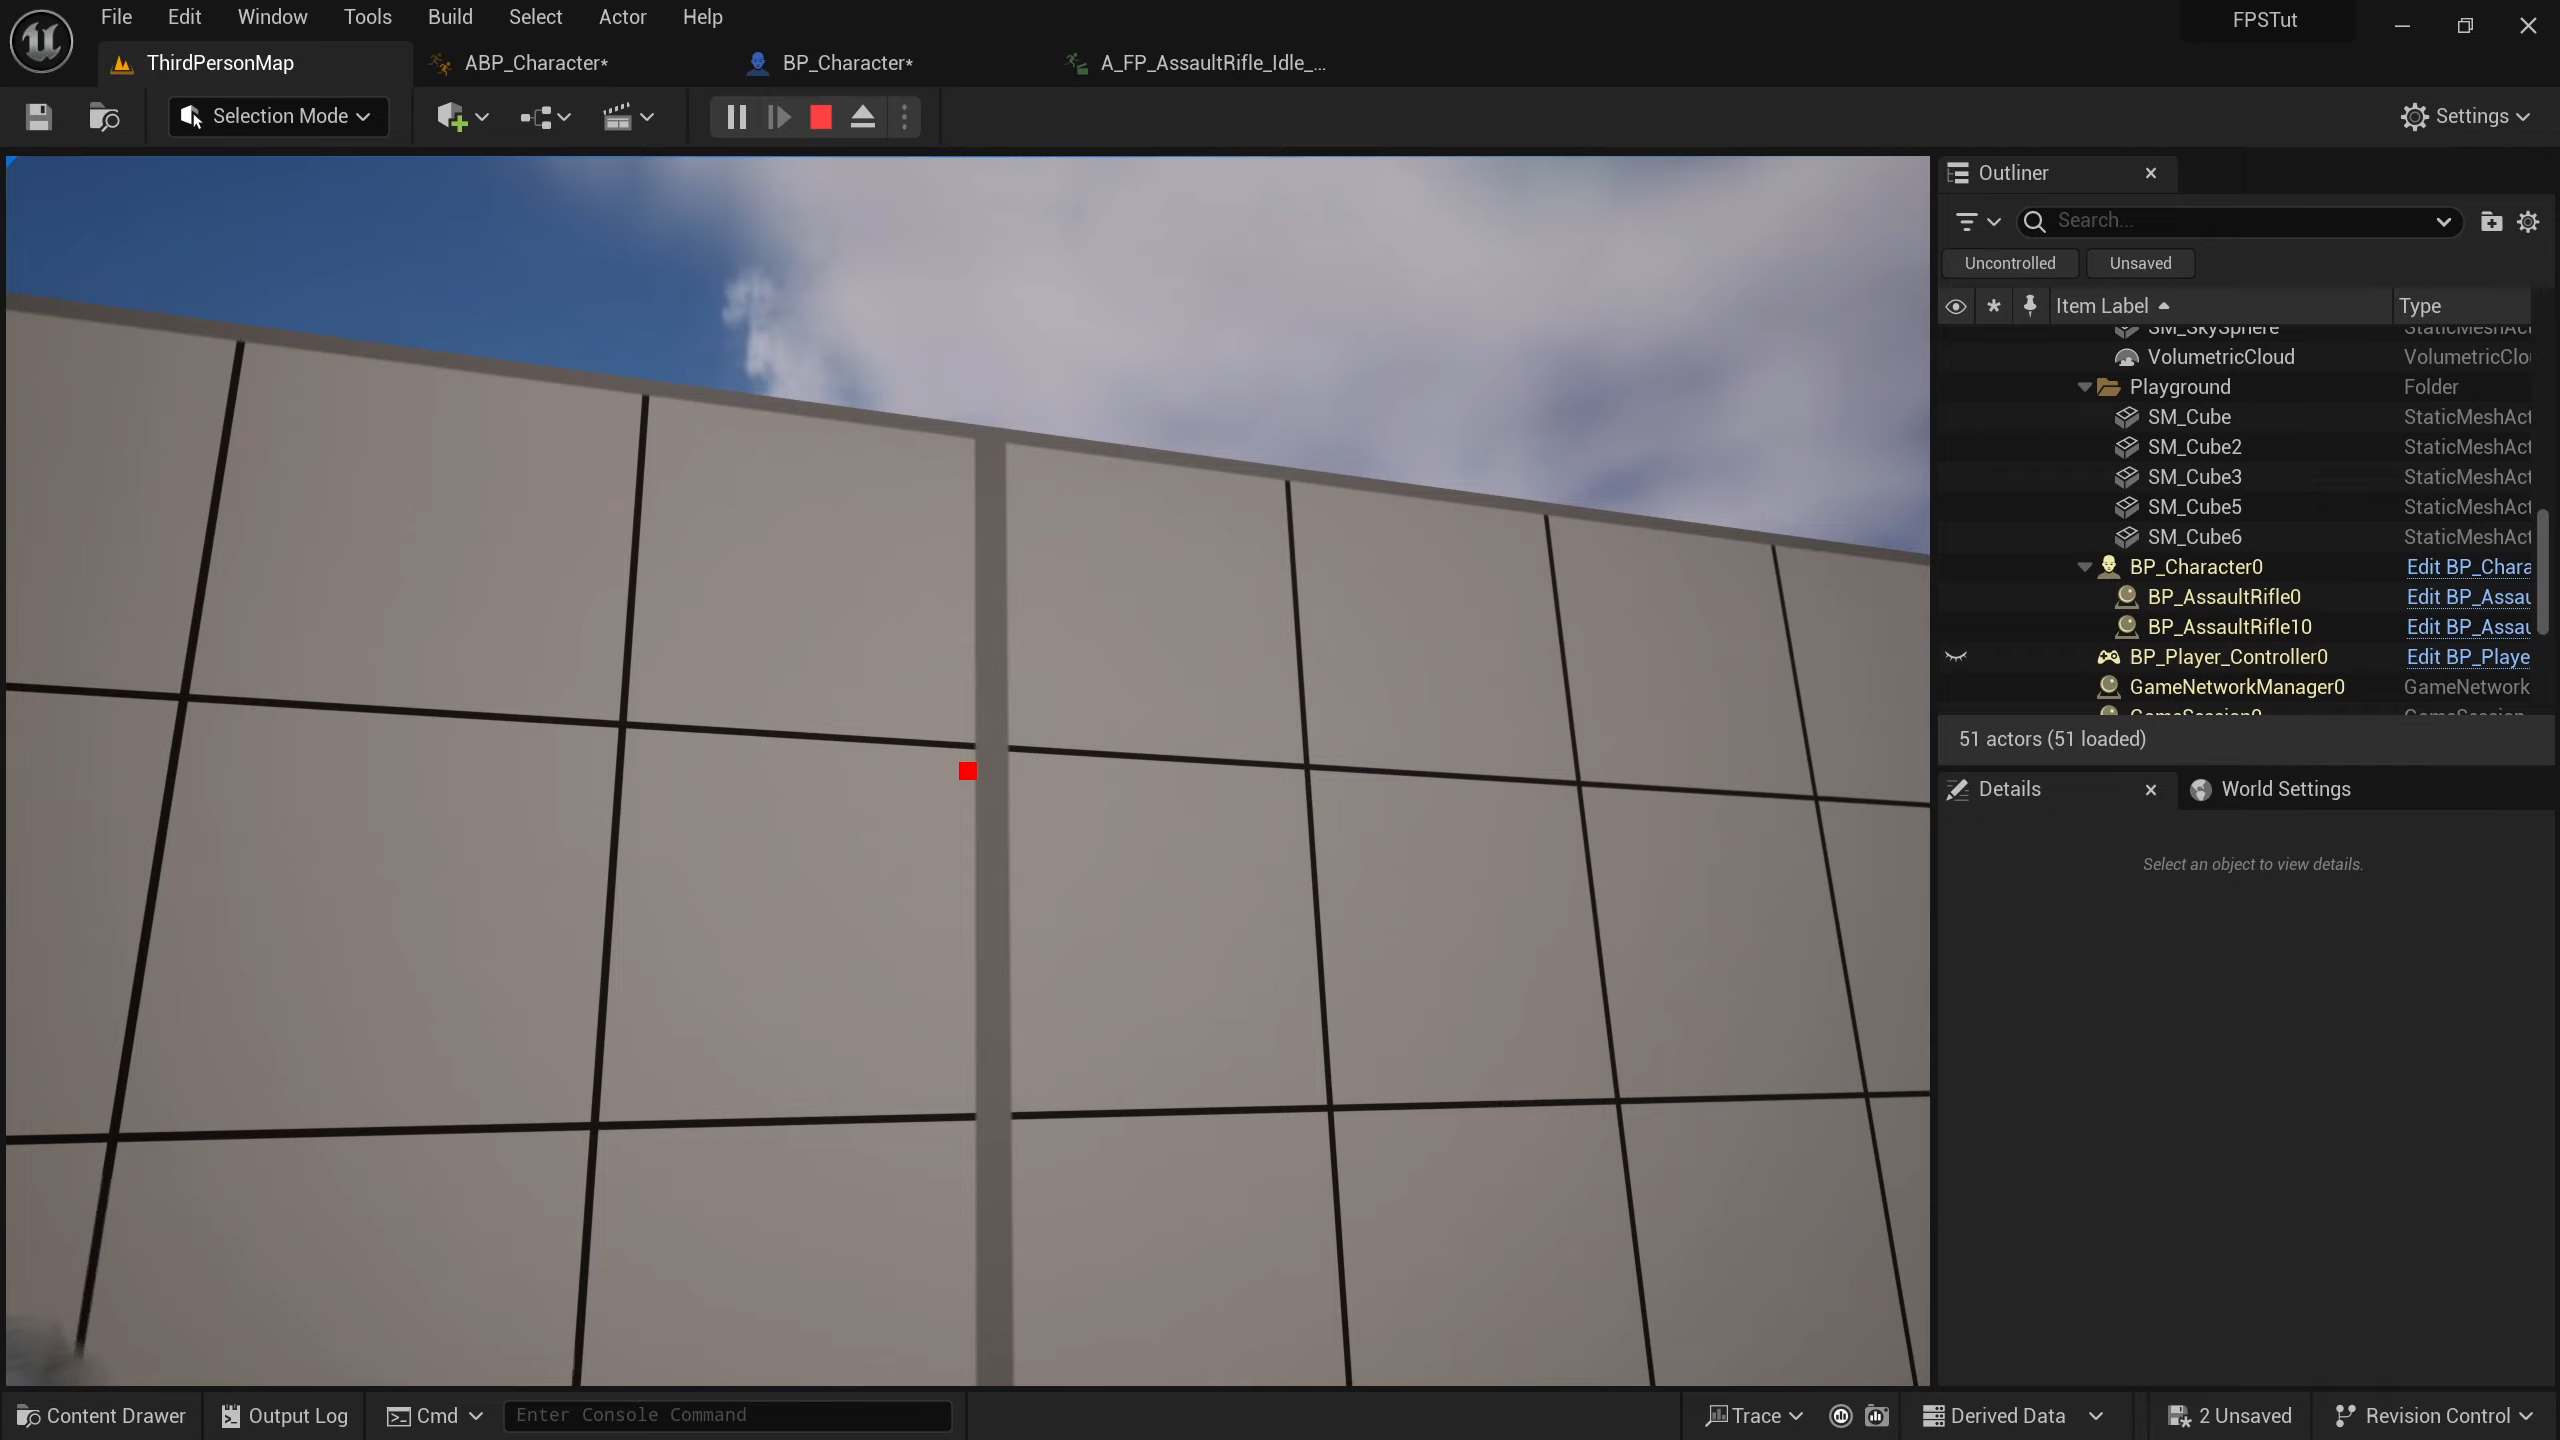 File Edit Window Tools Build Select Actor Help
FPSTut
ThirdPersonMap
ABP_Character*
BP_Character*
A_FP_AssaultRifle_Idle_...
Selection Mode
Settings
Outliner
Search...
Uncontrolled
Unsaved
Item Label
Type
SM_SkySphere StaticMeshAct
VolumetricCloud VolumetricClo
Playground Folder
SM_Cube StaticMeshAct
SM_Cube2 StaticMeshAct
SM_Cube3 StaticMeshAct
SM_Cube5 StaticMeshAct
SM_Cube6 StaticMeshAct
BP_Character0 Edit BP_Chara
BP_AssaultRifle0 Edit BP_Assau
BP_AssaultRifle10 Edit BP_Assau
BP_Player_Controller0 Edit BP_Playe
GameNetworkManager0 GameNetwork
GameSession0 GameSession
51 actors (51 loaded)
Details
World Settings
Select an object to view details.
Content Drawer
Output Log
Cmd
Enter Console Command
Trace
Derived Data
2 Unsaved
Revision Control